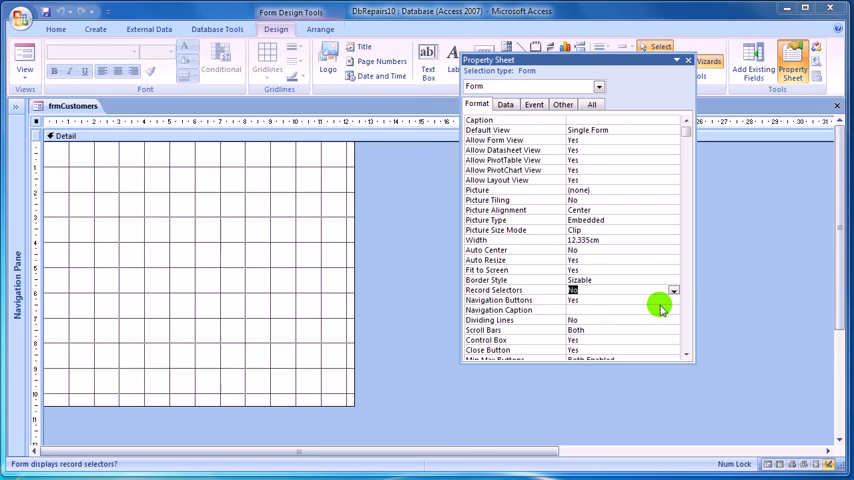 Form Design Tools
DbRepairs10 : Database (Access 2007) - Microsoft Access
Home Create External Data Database Tools Design Arrange
View
Views
B I U
Font
Conditional
Gridlines
Gridlines
Logo
Title
Page Numbers
Date and Time
Text
Box
Select
Wizards
Add Existing
Fields
Property
Sheet
Tools
frmCustomers
Detail
Navigation Pane
Property Sheet
Selection type: Form
Form
Format Data Event Other All
Caption
Default View Single Form
Allow Form View Yes
Allow Datasheet View Yes
Allow PivotTable View Yes
Allow PivotChart View Yes
Allow Layout View Yes
Picture (none)
Picture Tiling No
Picture Alignment Center
Picture Type Embedded
Picture Size Mode Clip
Width 12.335cm
Auto Center No
Auto Resize Yes
Fit to Screen Yes
Border Style Sizable
Record Selectors No
Navigation Buttons Yes
Navigation Caption
Dividing Lines No
Scroll Bars Both
Control Box Yes
Close Button Yes
Min Max Buttons Both Enabled
Form displays record selectors?
Num Lock